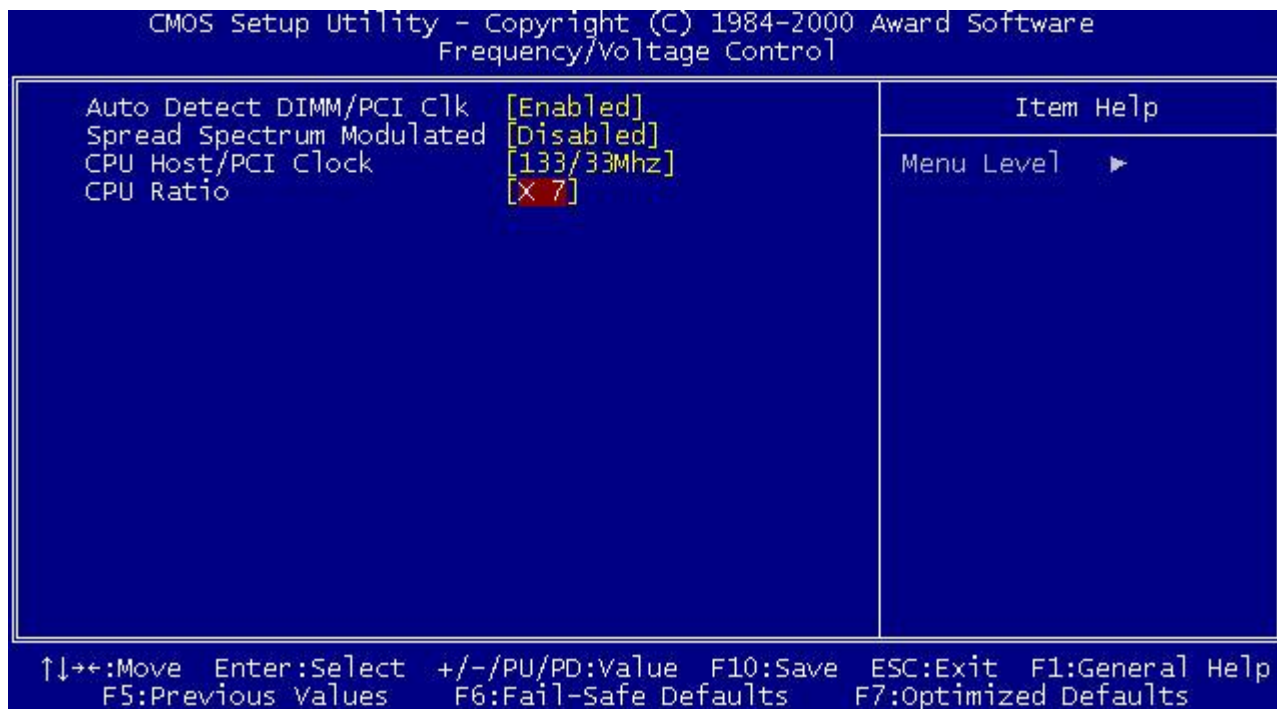 CMOS Setup Utility – Copyright (C) 1984–2000 Award Software
Frequency/Voltage Control
Auto Detect DIMM/PCI Clk [Enabled]
Spread Spectrum Modulated [Disabled]
CPU Host/PCI Clock [133/33Mhz]
CPU Ratio [X 7]
Item Help
Menu Level ►
↑↓→←:Move Enter:Select +/-/PU/PD:Value F10:Save ESC:Exit F1:General Help
F5:Previous Values F6:Fail-Safe Defaults F7:Optimized Defaults